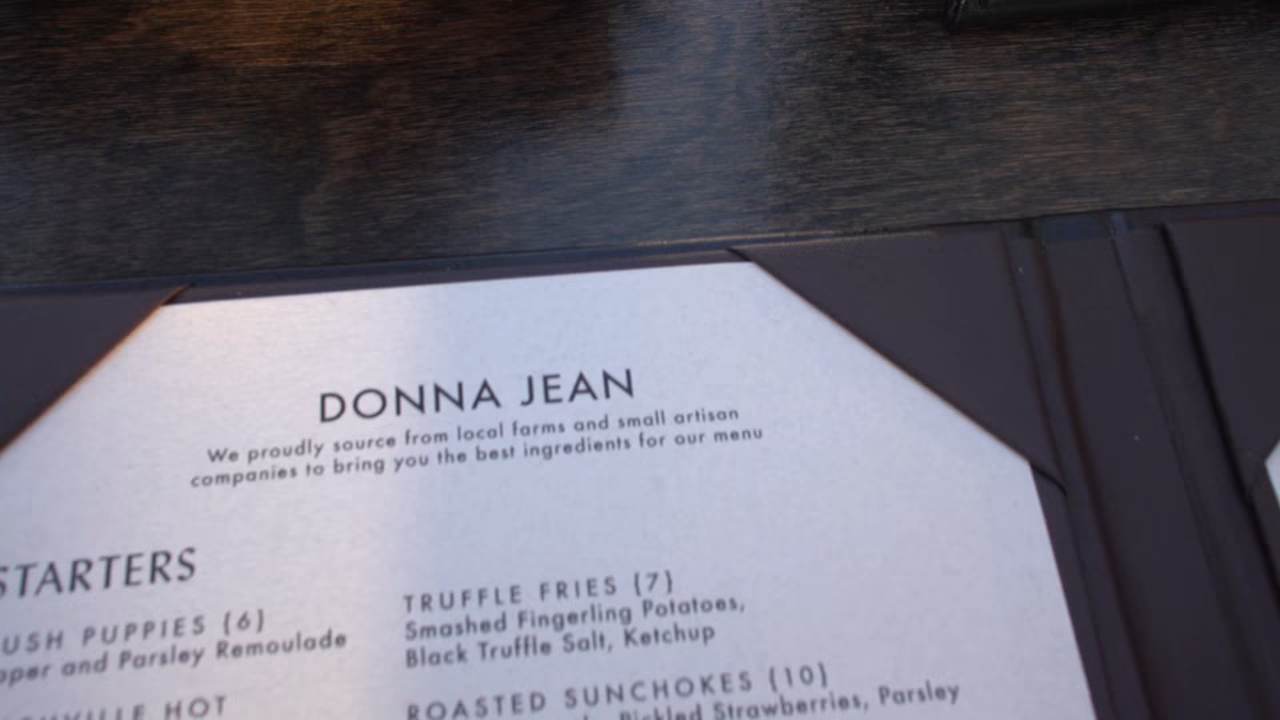 DONNA JEAN
We proudly source from local farms and small artisan
companies to bring you the best ingredients for our menu
STARTERS
USH PUPPIES (6)
pper and Parsley Remoulade
HOT
TRUFFLE FRIES (7)
Smashed Fingerling Potatoes,
Black Truffle Salt, Ketchup
ROASTED SUNCHOKES (10)
Pickled Strawberries, Parsley